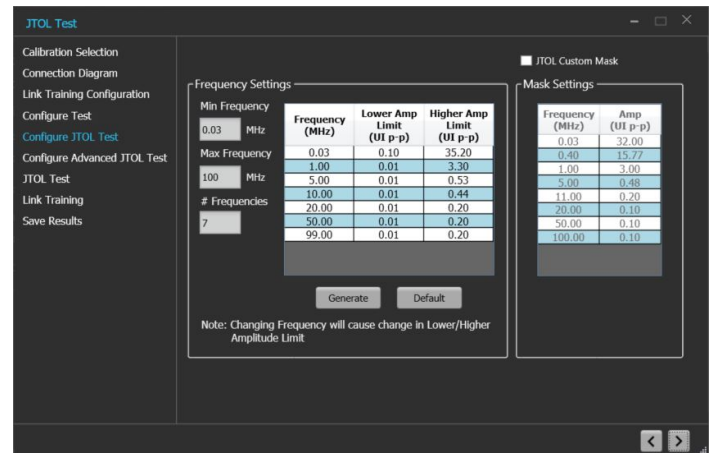 JTOL Test
Calibration Selection
Connection Diagram
Link Training Configuration
Configure Test
Configure JTOL Test
Configure Advanced JTOL Test
JTOL Test
Link Training
Save Results
JTOL Custom Mask
Frequency Settings
Min Frequency
0.03 MHz
Max Frequency
100 MHz
# Frequencies
7
Frequency (MHz) Lower Amp Limit (UI p-p) Higher Amp Limit (UI p-p)
0.03 0.10 35.20
1.00 0.01 3.30
5.00 0.01 0.53
10.00 0.01 0.44
20.00 0.01 0.20
50.00 0.01 0.20
99.00 0.01 0.20
Generate Default
Note: Changing Frequency will cause change in Lower/Higher
Amplitude Limit
Mask Settings
Frequency (MHz) Amp (UI p-p)
0.03 32.00
0.40 15.77
1.00 3.00
5.00 0.48
11.00 0.20
20.00 0.10
50.00 0.10
100.00 0.10